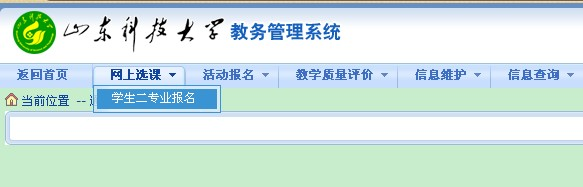 山东科技大学 教务管理系统
返回首页 网上选课 活动报名 教学质量评价 信息维护 信息查询
学生二专业报名
当前位置 --